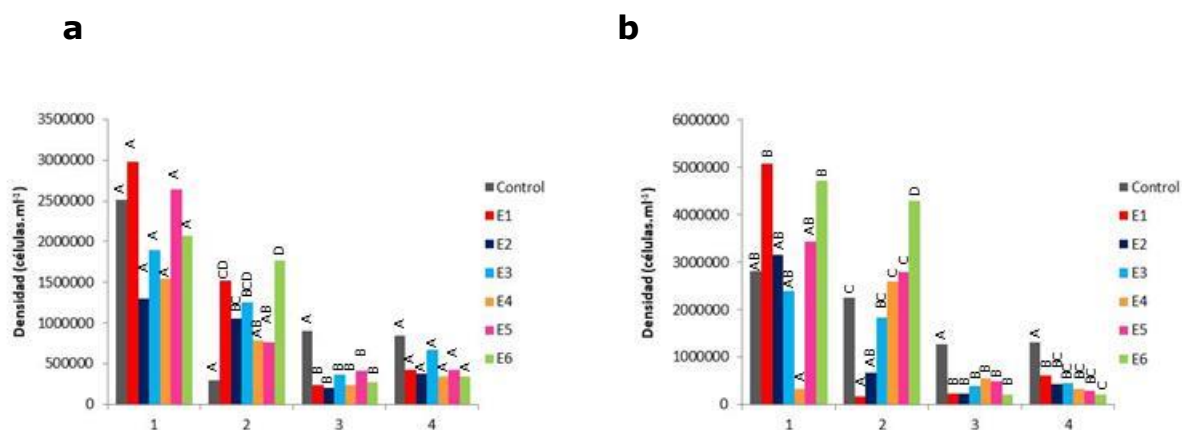 a
Densidad (células.ml-1)
3500000
3000000
2500000
2000000
1500000
1000000
500000
0
A A A A A A A
A CD BC BCD AB AB D
A B B B B B B
A A A A A A A
1 2 3 4
Control
E1
E2
E3
E4
E5
E6
b
Densidad (células.ml-1)
6000000
5000000
4000000
3000000
2000000
1000000
0
AB B AB AB A AB B
C A AB BC C C D
A B B B B B B
A B BC BC BC BC C
1 2 3 4
Control
E1
E2
E3
E4
E5
E6